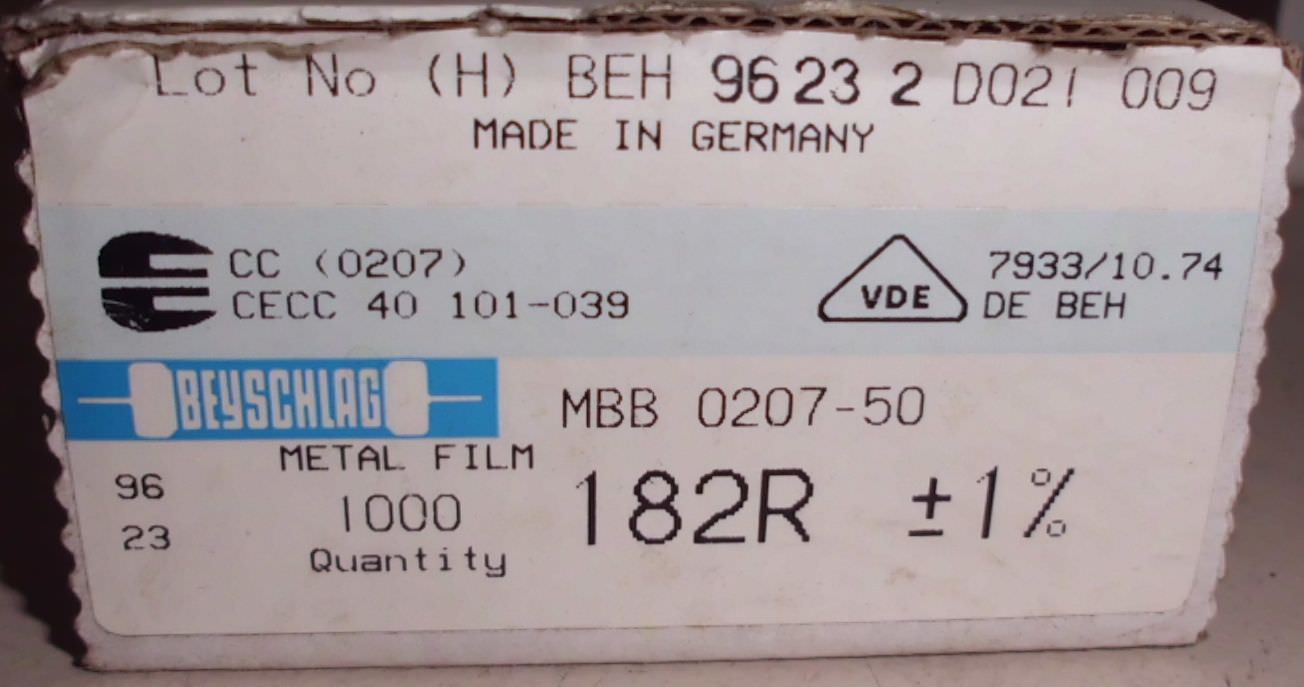 Lot No (H) BEH 96 23 2 D021 009
MADE IN GERMANY
CC (0207)
CECC 40 101-039
VDE
7933/10.74
DE BEH
BEYSCHLAG
MBB 0207-50
METAL FILM
96
23
1000
Quantity
182R ±1%